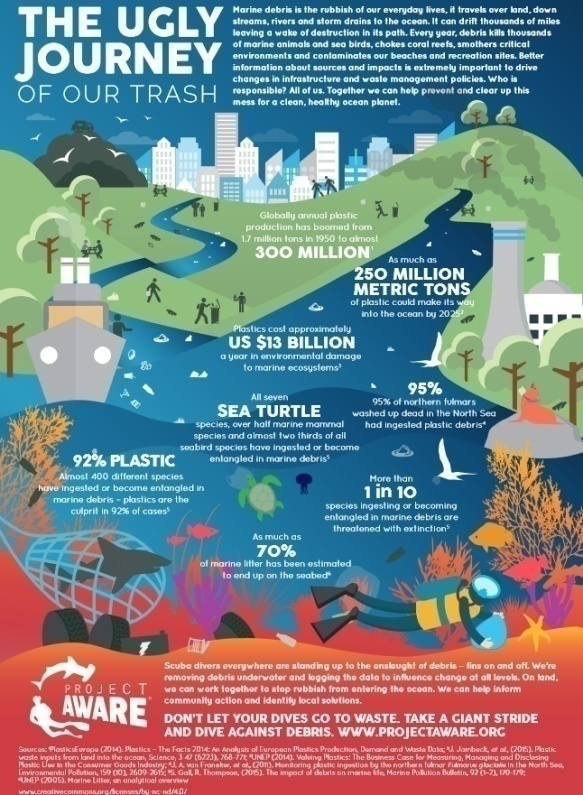 THE UGLY
JOURNEY
OF OUR TRASH
Marine debris is the rubbish of our everyday lives, it travels over land, down
streams, rivers and storm drains to the ocean. It can drift thousands of miles
leaving a wake of destruction in its path. Every year, debris kills thousands
of marine animals and sea birds, chokes coral reefs, smothers critical
environments and contaminates our beaches and recreation sites. Better
information about sources and impacts is extremely important to drive
changes in infrastructure and waste management policies. Who is
responsible? All of us. Together we can help prevent and clear up this
mess for a clean, healthy ocean planet.
Globally annual plastic
production has boomed from
1.7 million tons in 1950 to almost
300 MILLION¹
As much as
250 MILLION
METRIC TONS
of plastic could make its way
into the ocean by 2025²
Plastics cost approximately
US $13 BILLION
a year in environmental damage
to marine ecosystems³
95%
95% of northern fulmars
washed up dead in the North Sea
had ingested plastic debris⁴
All seven
SEA TURTLE
species, over half marine mammal
species and almost two thirds of all
seabird species have ingested or become
entangled in marine debris⁵
92% PLASTIC
Almost 400 different species
have ingested or become entangled in
marine debris – plastics are the
culprit in 92% of cases⁵
More than
1 in 10
species ingesting or becoming
entangled in marine debris are
threatened with extinction⁵
As much as
70%
of marine litter has been estimated
to end up on the seabed⁶
PROJECT
AWARE®
Scuba divers everywhere are standing up to the onslaught of debris – fins on and off. We're
removing debris underwater and logging the data to influence change at all levels. On land,
we can work together to stop rubbish from entering the ocean. We can help inform
community action and identify local solutions.
DON'T LET YOUR DIVES GO TO WASTE. TAKE A GIANT STRIDE
AND DIVE AGAINST DEBRIS. WWW.PROJECTAWARE.ORG
Sources: ¹PlasticsEurope (2014). Plastics – The Facts 2014: An Analysis of European Plastics Production, Demand and Waste Data; ²J. Jambeck, et al, (2015). Plastic
waste inputs from land into the ocean, Science, 3 47 (6223), 768-771; ³UNEP (2014). Valuing Plastics: The Business Case for Measuring, Managing and Disclosing
Plastic Use in the Consumer Goods Industry; ⁴J.A. van Franeker, et al., (2011). Monitoring plastic ingestion by the northern fulmar Fulmarus glacialis in the North Sea,
Environmental Pollution, 159 (10), 2609-2615; ⁵S. Gall, R. Thompson, (2015). The impact of debris on marine life, Marine Pollution Bulletin, 92 (1-2), 170-179;
⁶UNEP (2005). Marine Litter, an analytical overview
www.creativecommons.org/licenses/by-nc-nd/4.0/